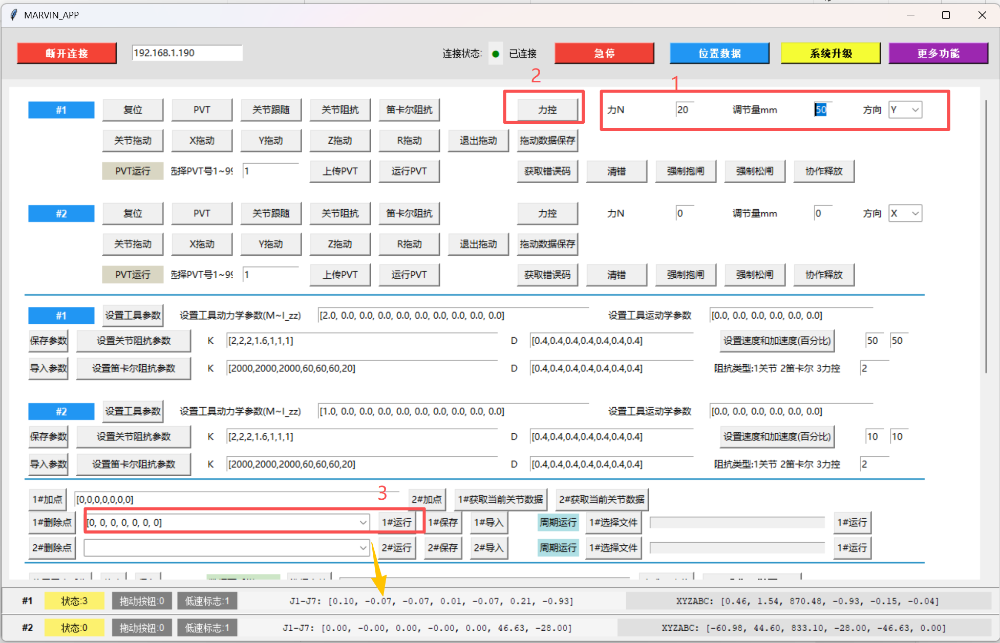 MARVIN_APP
断开连接 192.168.1.190 连接状态: 已连接 急停 位置数据 系统升级 更多功能
2 1
#1 复位 PVT 关节跟随 关节阻抗 笛卡尔阻抗 力控 力N 20 调节量mm 50 方向 Y
关节拖动 X拖动 Y拖动 Z拖动 R拖动 退出拖动 拖动数据保存
PVT运行 选择PVT号1~99 1 上传PVT 运行PVT 获取错误码 清错 强制抱闸 强制松闸 协作释放
#2 复位 PVT 关节跟随 关节阻抗 笛卡尔阻抗 力控 力N 0 调节量mm 0 方向 X
关节拖动 X拖动 Y拖动 Z拖动 R拖动 退出拖动 拖动数据保存
PVT运行 选择PVT号1~99 1 上传PVT 运行PVT 获取错误码 清错 强制抱闸 强制松闸 协作释放
#1 设置工具参数 设置工具动力学参数(M~I_zz) [2.0, 0.0, 0.0, 0.0, 0.0, 0.0, 0.0, 0.0, 0.0, 0.0] 设置工具运动学参数 [0.0, 0.0, 0.0, 0.0, 0.0, 0.0]
保存参数 设置关节阻抗参数 K [2,2,2,1.6,1,1,1] D [0.4,0.4,0.4,0.4,0.4,0.4,0.4] 设置速度和加速度(百分比) 50 50
导入参数 设置笛卡尔阻抗参数 K [2000,2000,2000,60,60,60,20] D [0.4,0.4,0.4,0.4,0.4,0.4,0.4] 阻抗类型:1关节 2笛卡尔 3力控 2
#2 设置工具参数 设置工具动力学参数(M~I_zz) [1.0, 0.0, 0.0, 0.0, 0.0, 0.0, 0.0, 0.0, 0.0, 0.0] 设置工具运动学参数 [0.0, 0.0, 0.0, 0.0, 0.0, 0.0]
保存参数 设置关节阻抗参数 K [2,2,2,1.6,1,1,1] D [0.4,0.4,0.4,0.4,0.4,0.4,0.4] 设置速度和加速度(百分比) 10 10
导入参数 设置笛卡尔阻抗参数 K [2000,2000,2000,60,60,60,20] D [0.4,0.4,0.4,0.4,0.4,0.4,0.4] 阻抗类型:1关节 2笛卡尔 3力控 2
3
1#加点 [0,0,0,0,0,0,0] 2#加点 1#获取当前关节数据 2#获取当前关节数据
1#删除点 [0, 0, 0, 0, 0, 0, 0] 1#运行 1#保存 1#导入 周期运行 1#选择文件 1#运行
2#删除点 2#运行 2#保存 2#导入 周期运行 1#选择文件 1#运行
#1 状态:3 拖动按钮:0 低速标志:1 J1-J7: [0.10, -0.07, -0.07, 0.01, -0.07, 0.21, -0.93] XYZABC: [0.46, 1.54, 870.48, -0.93, -0.15, -0.04]
#2 状态:0 拖动按钮:0 低速标志:1 J1-J7: [0.00, -0.00, 0.00, -0.00, 0.00, 46.63, -28.00] XYZABC: [-60.98, 44.60, 833.10, -28.00, -46.63, 0.00]